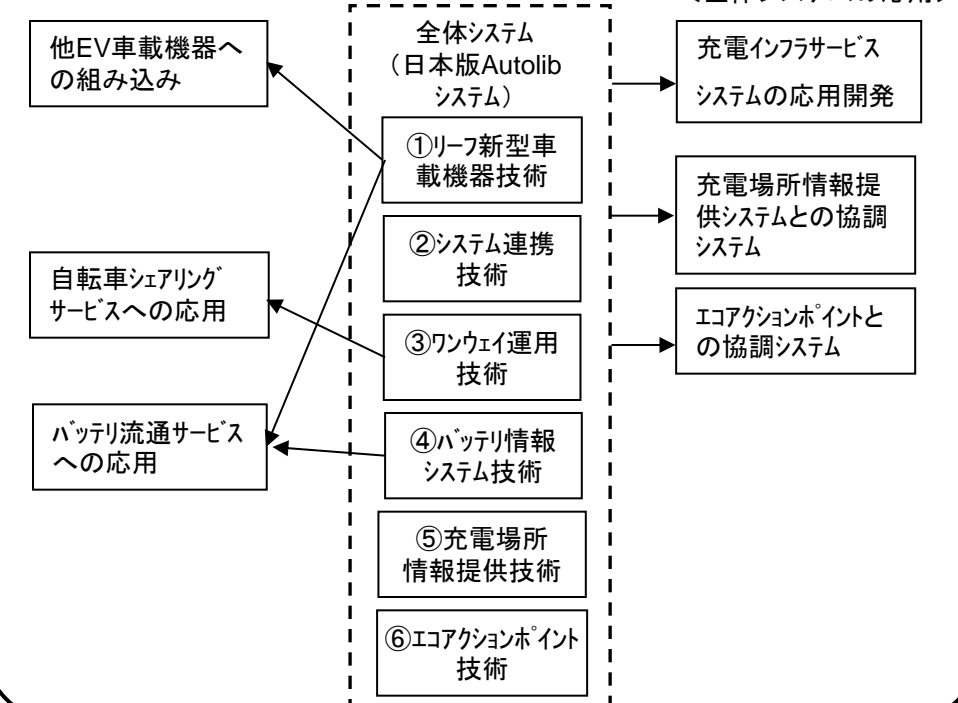 他EV車載機器へ
の組み込み
自転車ｼｪｱﾘﾝｸﾞ
ｻｰﾋﾞｽへの応用
ﾊﾞｯﾃﾘ流通ｻｰﾋﾞｽ
への応用
全体ｼｽﾃﾑ
（日本版Autolib
ｼｽﾃﾑ）
①ﾘｰﾌ新型車
載機器技術
②ｼｽﾃﾑ連携
技術
③ﾜﾝｳｪｲ運用
技術
④ﾊﾞｯﾃﾘ情報
ｼｽﾃﾑ技術
⑤充電場所
情報提供技術
⑥ｴｺｱｸｼｮﾝﾎﾟｲﾝﾄ
技術
充電ｲﾝﾌﾗｻｰﾋﾞｽ
ｼｽﾃﾑの応用開発
充電場所情報提
供ｼｽﾃﾑとの協調
ｼｽﾃﾑ
ｴｺｱｸｼｮﾝﾎﾟｲﾝﾄと
の協調ｼｽﾃﾑ